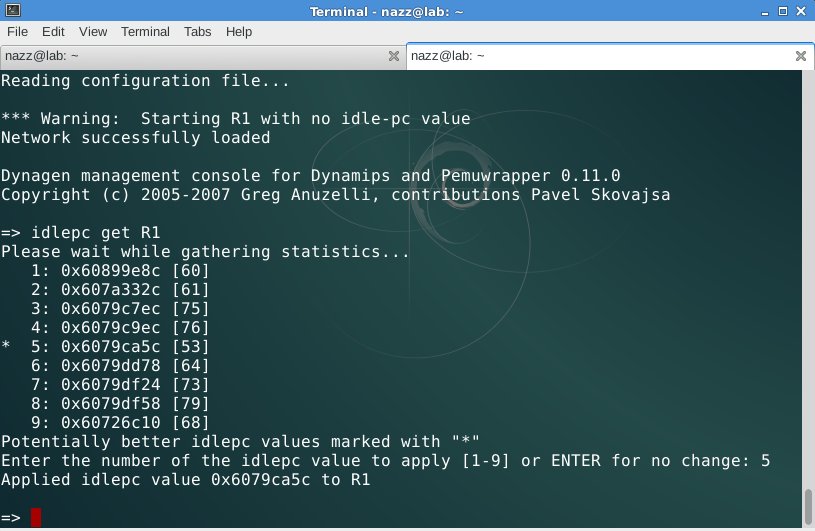 Terminal - nazz@lab: ~
File Edit View Terminal Tabs Help
nazz@lab: ~ nazz@lab: ~
Reading configuration file...
*** Warning:  Starting R1 with no idle-pc value
Network successfully loaded
Dynagen management console for Dynamips and Pemuwrapper 0.11.0
Copyright (c) 2005-2007 Greg Anuzelli, contributions Pavel Skovajsa
=> idlepc get R1
Please wait while gathering statistics...
   1: 0x60899e8c [60]
   2: 0x607a332c [61]
   3: 0x6079c7ec [75]
   4: 0x6079c9ec [76]
*  5: 0x6079ca5c [53]
   6: 0x6079dd78 [64]
   7: 0x6079df24 [73]
   8: 0x6079df58 [79]
   9: 0x60726c10 [68]
Potentially better idlepc values marked with "*"
Enter the number of the idlepc value to apply [1-9] or ENTER for no change: 5
Applied idlepc value 0x6079ca5c to R1
=>